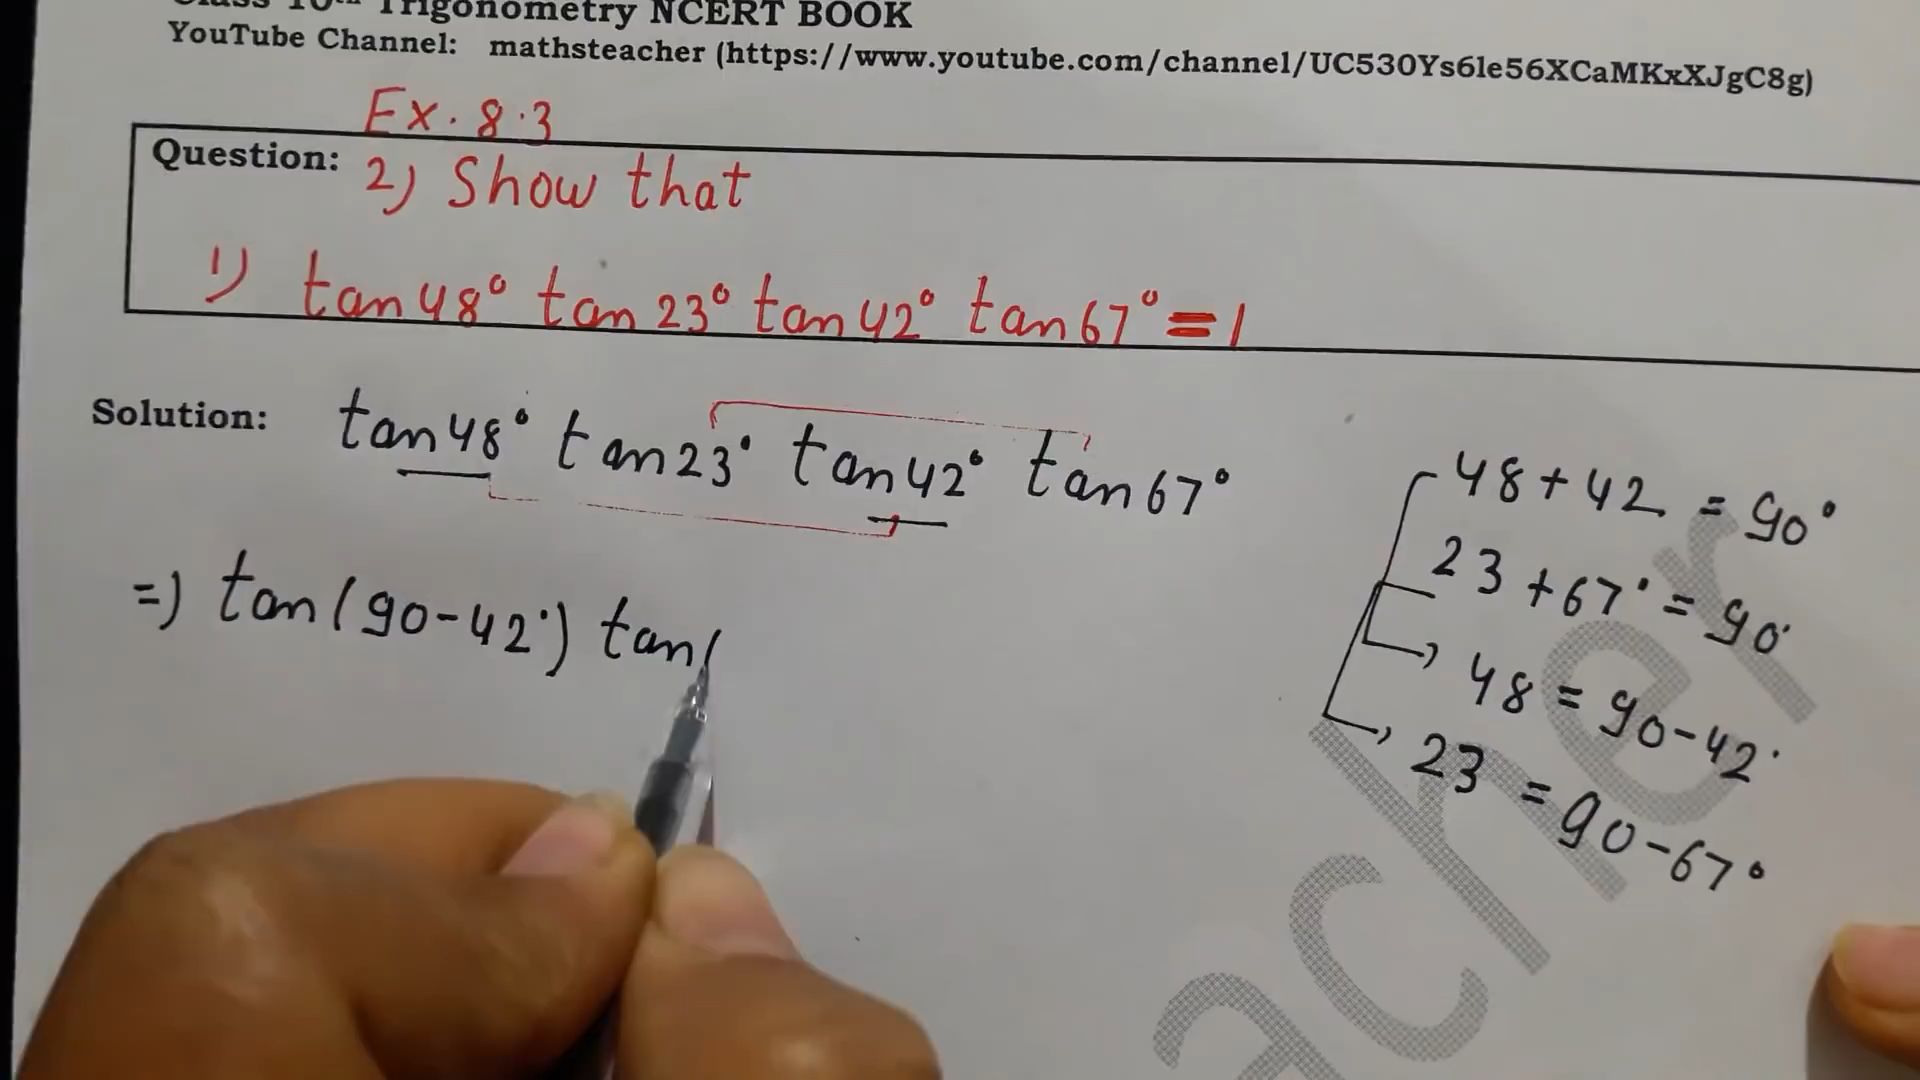 Class 10th Trigonometry NCERT BOOK
YouTube Channel: mathsteacher (https://www.youtube.com/channel/UC530Ys6le56XCaMKxXJgC8g)
Ex. 8.3
Question: 2) Show that
1) tan48° tan23° tan42° tan67° = 1
Solution: tan48° tan23° tan42° tan67°
=) tan(90-42°) tan(
48+42 = 90°
23+67° = 90°
48 = 90-42°
23 = 90-67°